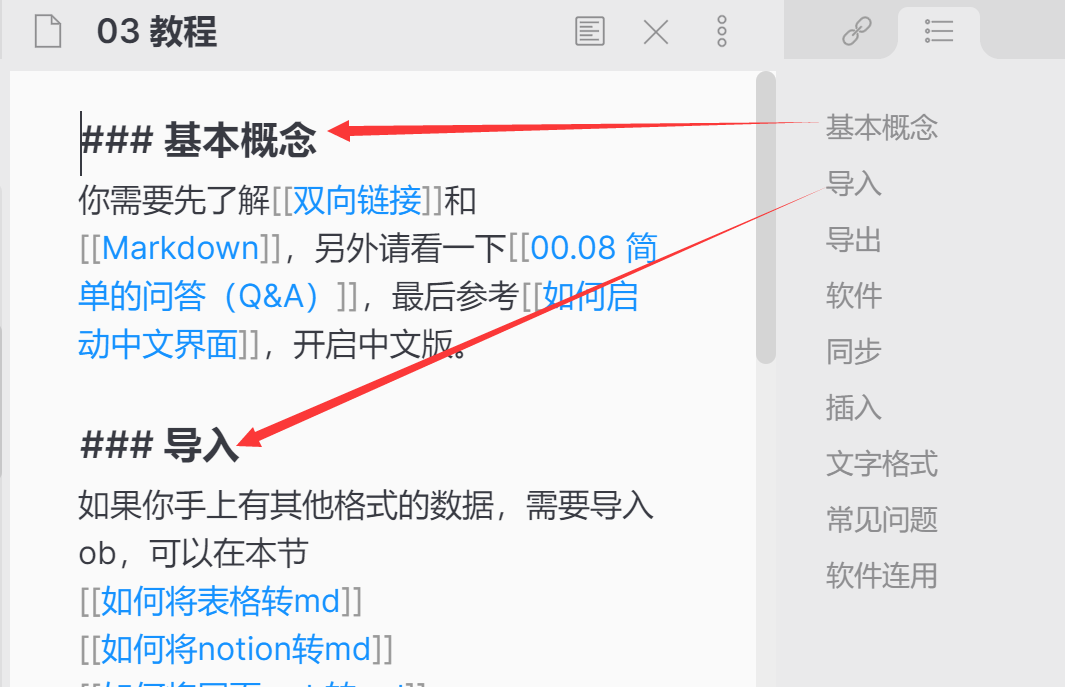 03 教程
### 基本概念
你需要先了解[[双向链接]]和
[[Markdown]]，另外请看一下[[00.08 简
单的问答（Q&A）]]，最后参考[[如何启
动中文界面]]，开启中文版。
### 导入
如果你手上有其他格式的数据，需要导入
ob，可以在本节
[[如何将表格转md]]
[[如何将notion转md]]
基本概念
导入
导出
软件
同步
插入
文字格式
常见问题
软件连用